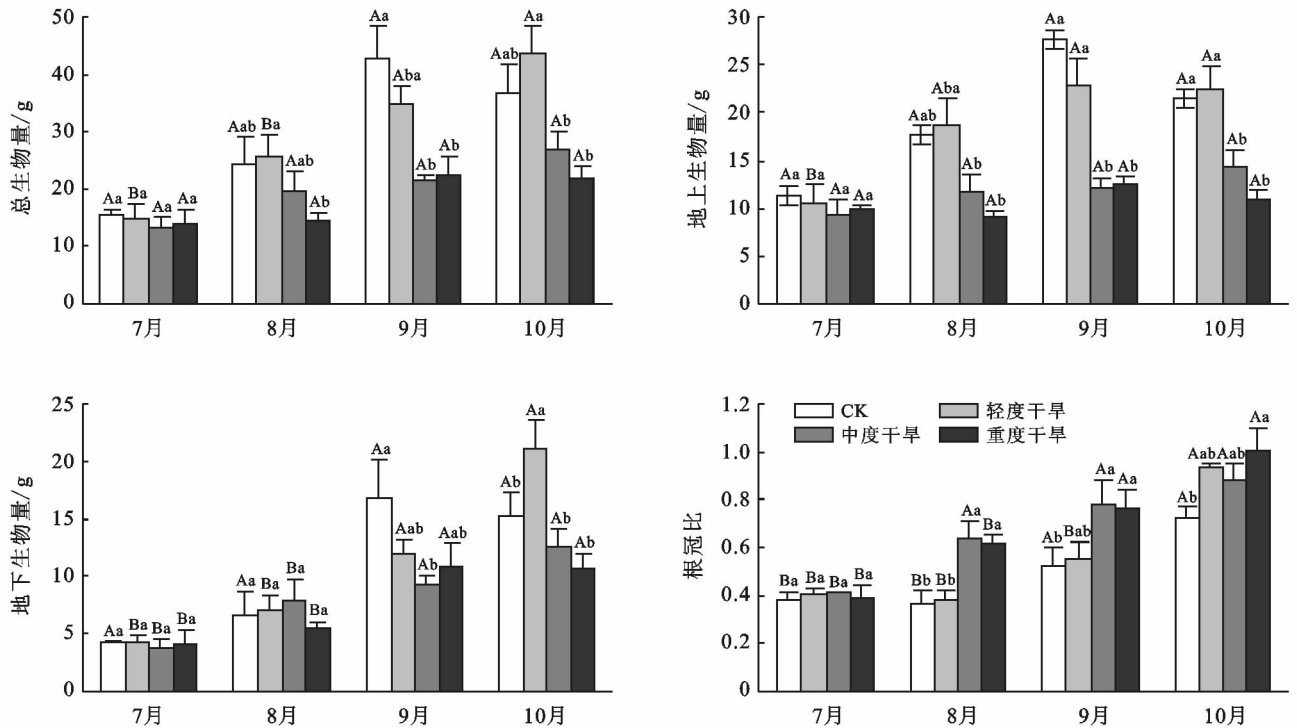 总生物量/g
50
40
30
20
10
0
Aa Ba Aa Aa
Aab Ba Aab Ab
Aa Aba Ab Ab
Aab Aa Ab Ab
7月 8月 9月 10月
地上生物量/g
30
25
20
15
10
5
0
Aa Ba Aa Aa
Aab Aba Ab Ab
Aa Aa Ab Ab
Aa Aa Ab Ab
7月 8月 9月 10月
地下生物量/g
25
20
15
10
5
0
Aa Ba Ba Ba
Aa Ba Ba Ba
Aa Aab Ab Aab
Ab Aa Ab Ab
7月 8月 9月 10月
根冠比
1.2
1.0
0.8
0.6
0.4
0.2
0
CK 轻度干旱
中度干旱 重度干旱
Ba Ba Ba Ba
Bb Bb Aa Ba
Ab Bab Aa Aa
Ab Aab Aab Aa
7月 8月 9月 10月